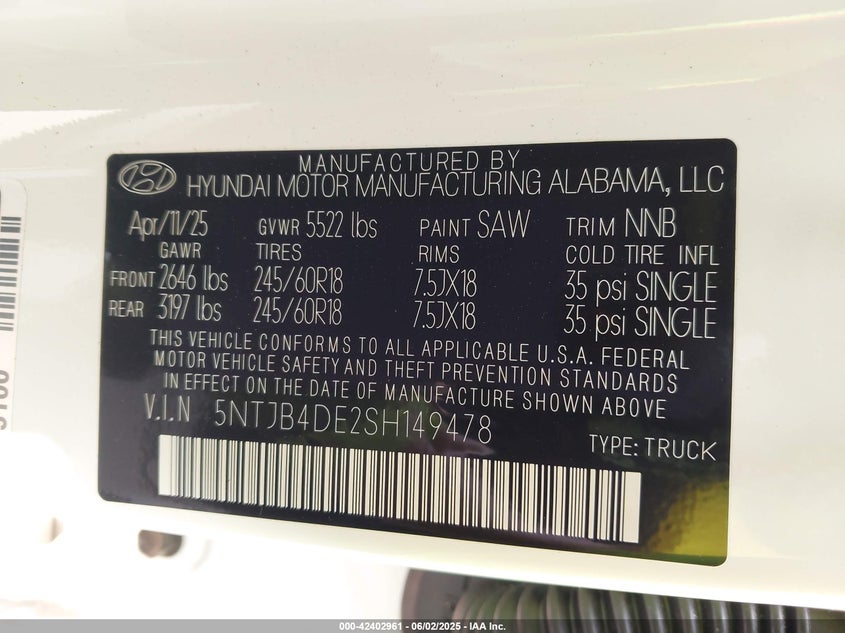 MANUFACTURED BY
HYUNDAI MOTOR MANUFACTURING ALABAMA, LLC
Apr/11/25 GVWR 5522 lbs PAINT SAW TRIM NNB
GAWR TIRES RIMS COLD TIRE INFL
FRONT 2646 lbs 245/60R18 7.5JX18 35 psi SINGLE
REAR 3197 lbs 245/60R18 7.5JX18 35 psi SINGLE
THIS VEHICLE CONFORMS TO ALL APPLICABLE U.S.A. FEDERAL
MOTOR VEHICLE SAFETY AND THEFT PREVENTION STANDARDS
IN EFFECT ON THE DATE OF MANUFACTURE SHOWN ABOVE
V.I.N 5NTJB4DE2SH149478
TYPE: TRUCK
000-42402961 - 06/02/2025 - IAA Inc.